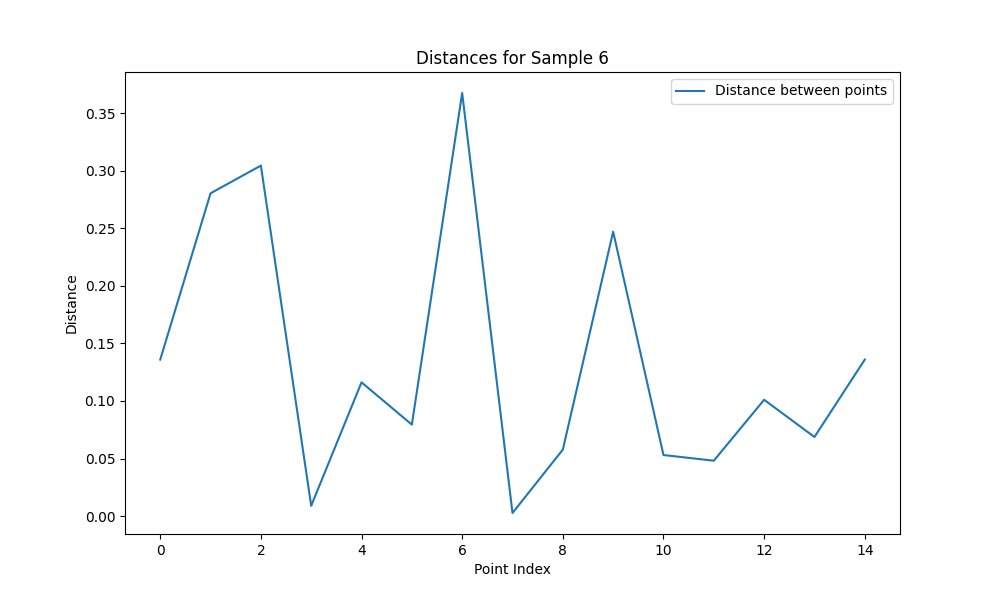 Distances for Sample 6
Distance between points
0.35
0.30
0.25
0.20
0.15
0.10
0.05
0.00
Distance
0 2 4 6 8 10 12 14
Point Index